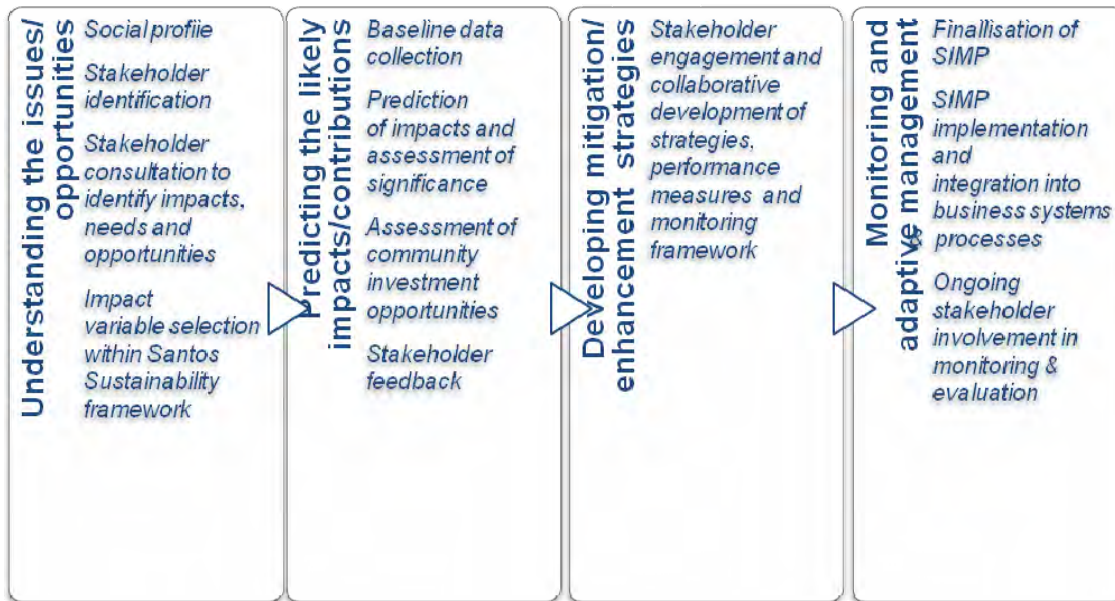 Understanding the issues/
opportunities
Social profile
Stakeholder
identification
Stakeholder
consultation to
identify impacts,
needs and
opportunities
Impact
variable selection
within Santos
Sustainability
framework
Predicting the likely
impacts/contributions
Baseline data
collection
Prediction
of impacts and
assessment of
significance
Assessment of
community
investment
opportunities
Stakeholder
feedback
Developing mitigation/
enhancement strategies
Stakeholder
engagement and
collaborative
development of
strategies,
performance
measures and
monitoring
framework
Monitoring and
adaptive management
Finallisation of
SIMP
SIMP
implementation
and
integration into
business systems
& processes
Ongoing
stakeholder
involvement in
monitoring &
evaluation